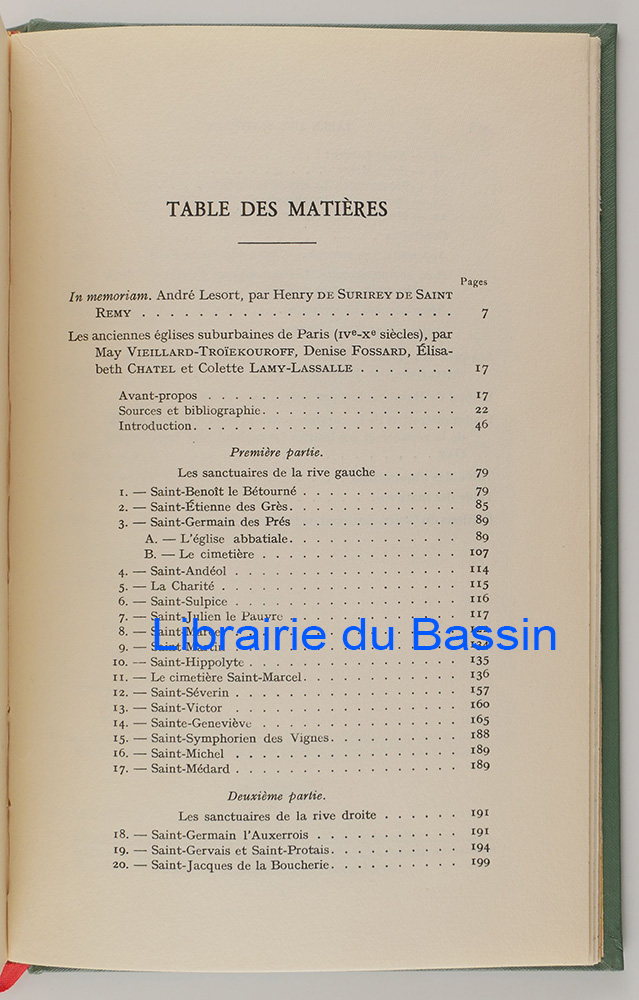 TABLE DES MATIÈRES
Pages
In memoriam. André Lesort, par Henry DE SURIREY DE SAINT
REMY . . . . . . . . . . . . . . . . . . . . . . 7
Les anciennes églises suburbaines de Paris (IVe-Xe siècles), par
May VIEILLARD-TROÏEKOUROFF, Denise FOSSARD, Élisa-
beth CHATEL et Colette LAMY-LASSALLE . . . . . . . 17
Avant-propos . . . . . . . . . . . . . . . . . . 17
Sources et bibliographie. . . . . . . . . . . . . . 22
Introduction. . . . . . . . . . . . . . . . . . . 46
Première partie.
Les sanctuaires de la rive gauche . . . . . . 79
1. — Saint-Benoît le Bétourné . . . . . . . . . . . 79
2. — Saint-Étienne des Grès. . . . . . . . . . . . 85
3. — Saint-Germain des Prés . . . . . . . . . . . 89
A. — L'église abbatiale. . . . . . . . . . . . 89
B. — Le cimetière . . . . . . . . . . . . . . 107
4. — Saint-Andéol . . . . . . . . . . . . . . . . 114
5. — La Charité . . . . . . . . . . . . . . . . . 115
6. — Saint-Sulpice . . . . . . . . . . . . . . . . 116
7. — Saint-Julien le Pauvre . . . . . . . . . . . . 117
8. — Saint-Marcel
9. — Saint-Martin 134
Librairie du Bassin
10. — Saint-Hippolyte . . . . . . . . . . . . . . . 135
11. — Le cimetière Saint-Marcel. . . . . . . . . . . 136
12. — Saint-Séverin . . . . . . . . . . . . . . . . 157
13. — Saint-Victor . . . . . . . . . . . . . . . . 160
14. — Sainte-Geneviève . . . . . . . . . . . . . . 165
15. — Saint-Symphorien des Vignes. . . . . . . . . 188
16. — Saint-Michel . . . . . . . . . . . . . . . . 189
17. — Saint-Médard . . . . . . . . . . . . . . . . 189
Deuxième partie.
Les sanctuaires de la rive droite . . . . . . 191
18. — Saint-Germain l'Auxerrois . . . . . . . . . . 191
19. — Saint-Gervais et Saint-Protais. . . . . . . . . 194
20. — Saint-Jacques de la Boucherie. . . . . . . . . 199